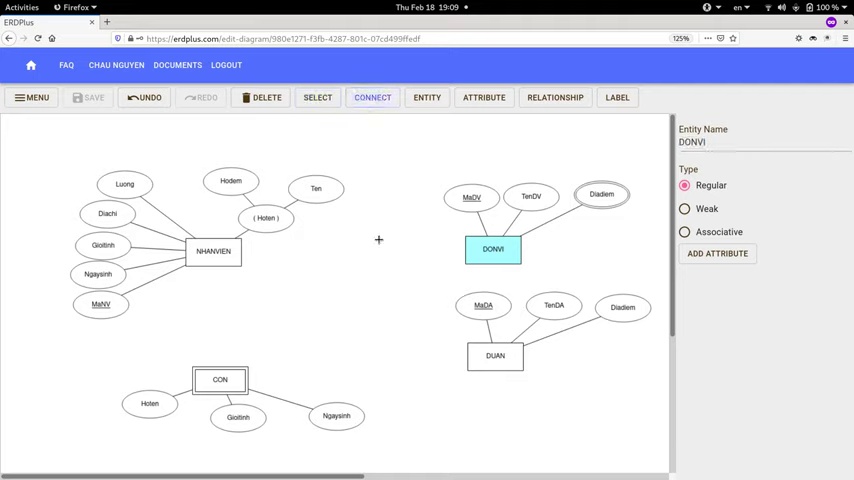 Activities
Firefox
Thu Feb 18 19:09
en
100 %
ERDPlus
https://erdplus.com/edit-diagram/980e1271-f3fb-4287-801c-07cd499ffedf
125%
FAQ
CHAU NGUYEN
DOCUMENTS
LOGOUT
MENU
SAVE
UNDO
REDO
DELETE
SELECT
CONNECT
ENTITY
ATTRIBUTE
RELATIONSHIP
LABEL
Luong
Hodem
Ten
Diachi
( Hoten )
Gioitinh
NHANVIEN
Ngaysinh
MaNV
MaDV
TenDV
Diadiem
DONVI
MaDA
TenDA
Diadiem
DUAN
CON
Hoten
Gioitinh
Ngaysinh
Entity Name
DONVI
Type
Regular
Weak
Associative
ADD ATTRIBUTE